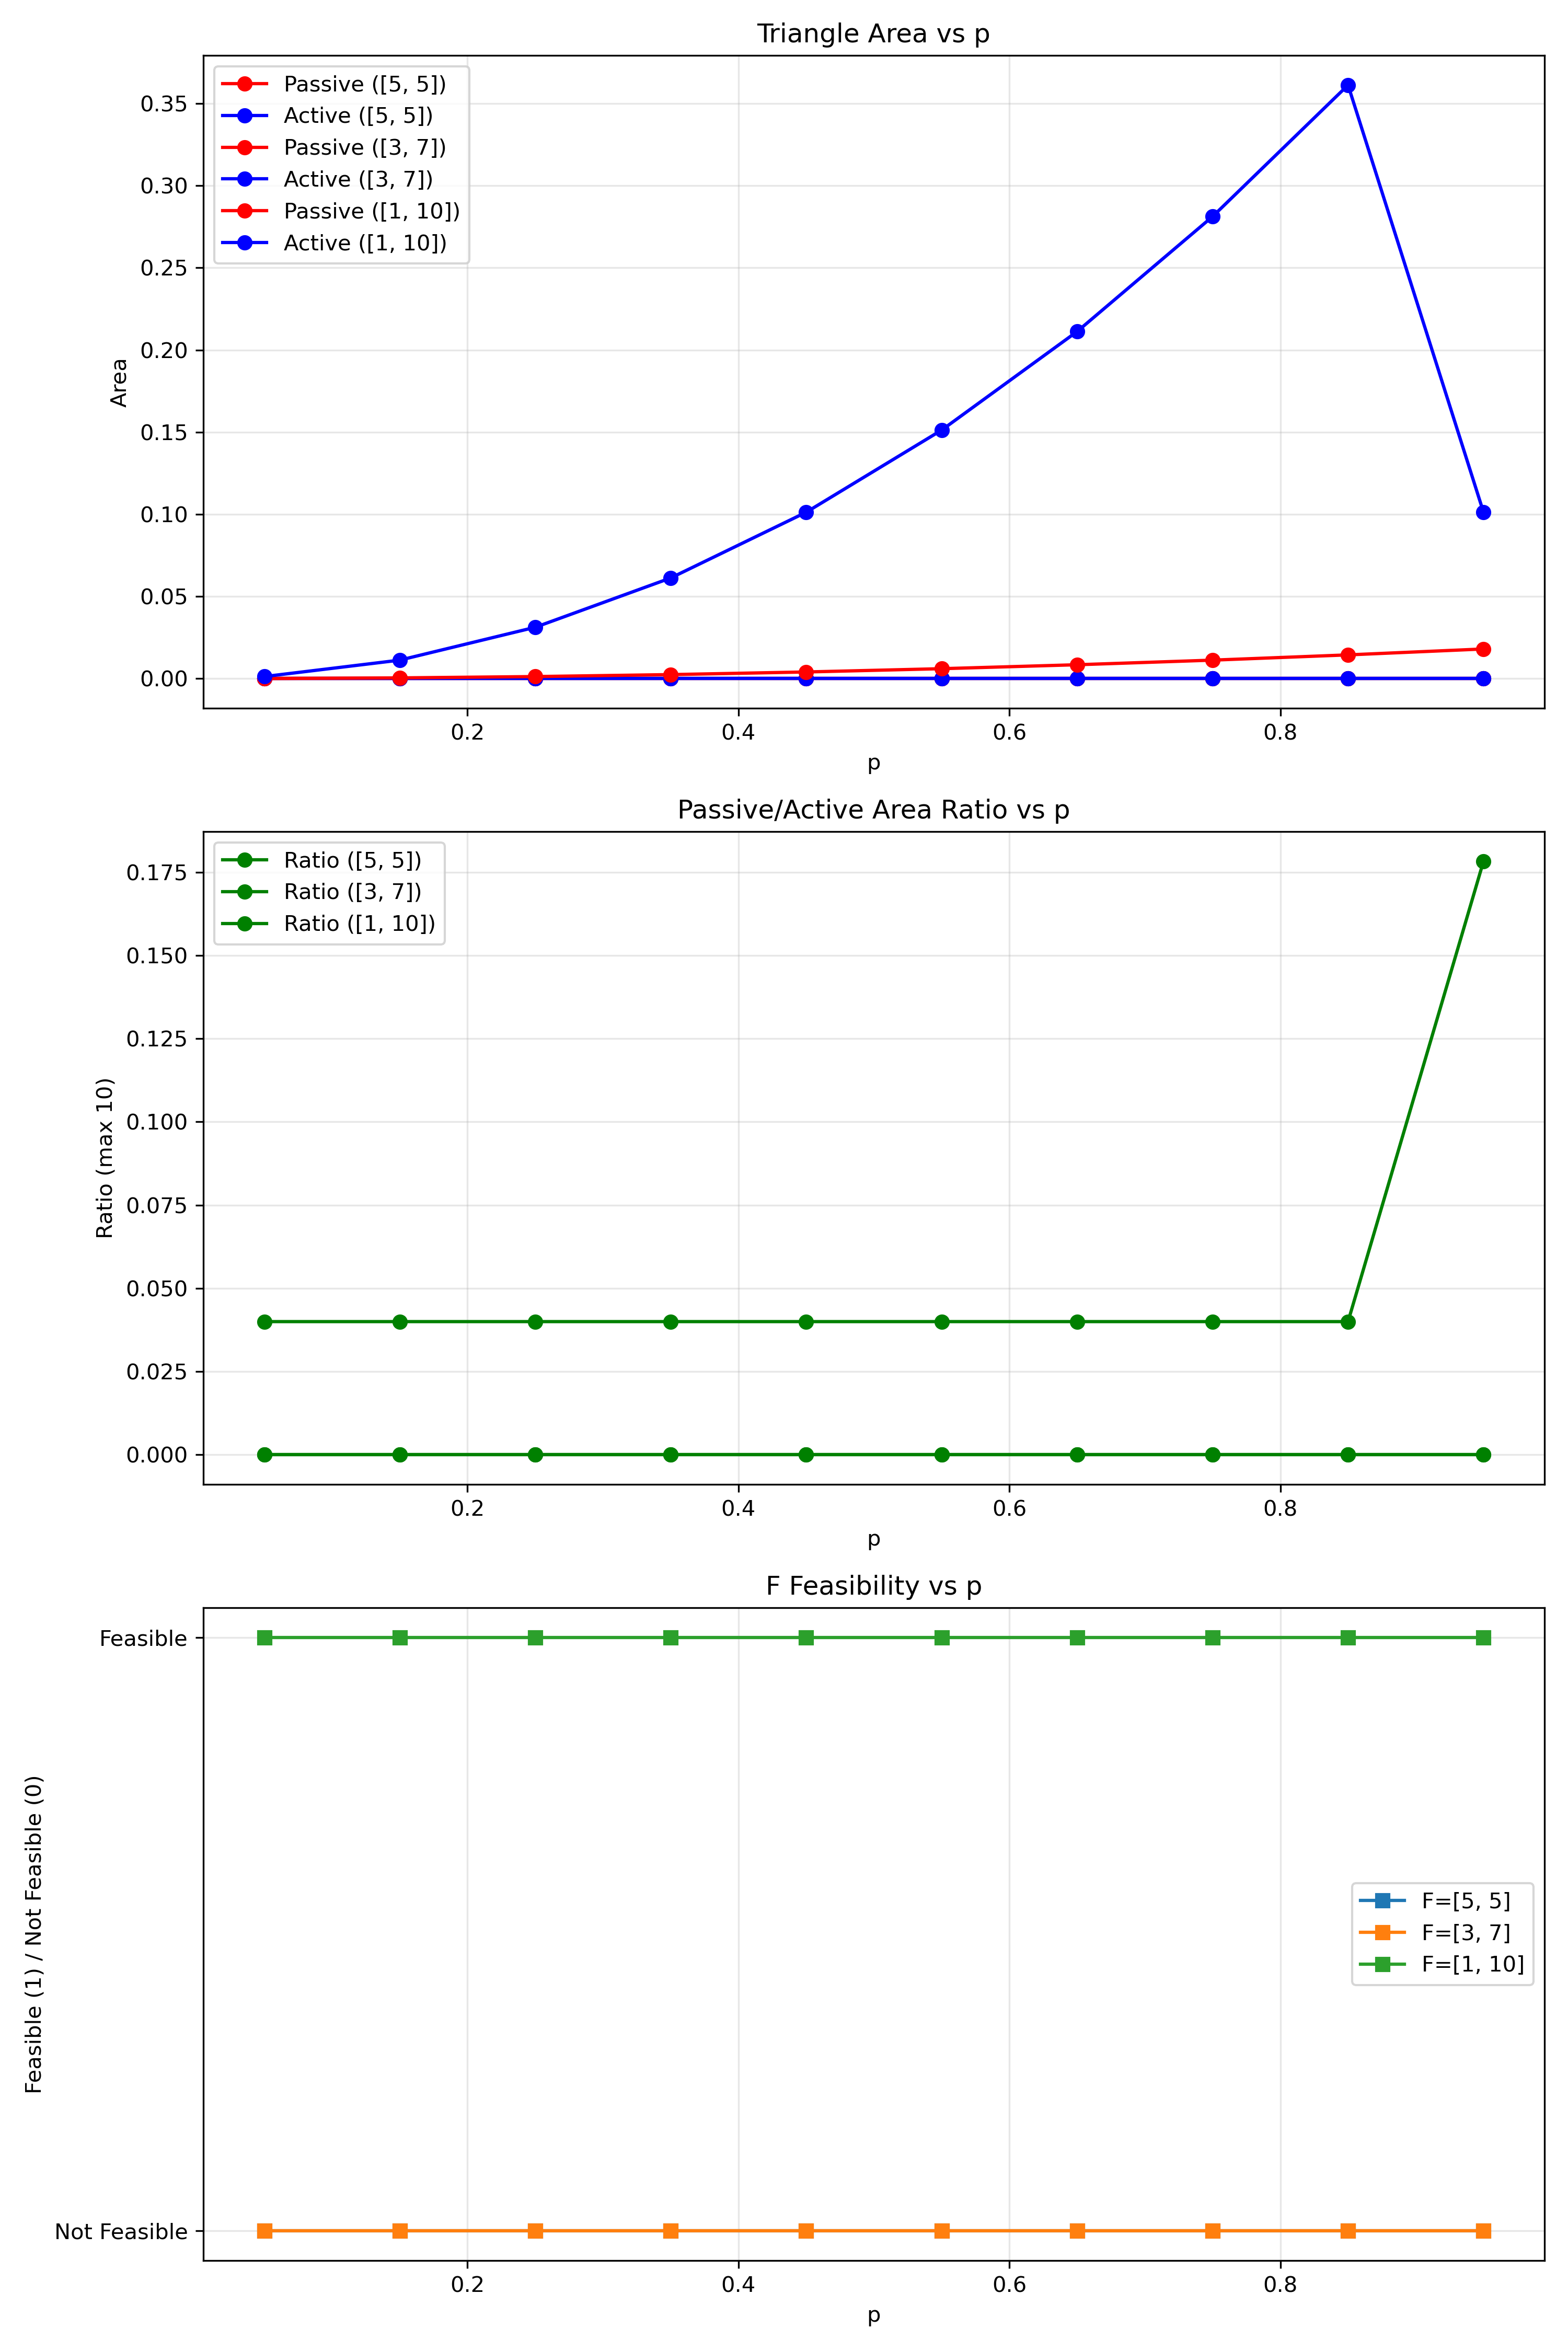 Triangle Area vs p
Passive ([5, 5])
Active ([5, 5])
Passive ([3, 7])
Active ([3, 7])
Passive ([1, 10])
Active ([1, 10])
Area
0.35
0.30
0.25
0.20
0.15
0.10
0.05
0.00
0.2 0.4 0.6 0.8
p
Passive/Active Area Ratio vs p
Ratio ([5, 5])
Ratio ([3, 7])
Ratio ([1, 10])
Ratio (max 10)
0.175
0.150
0.125
0.100
0.075
0.050
0.025
0.000
0.2 0.4 0.6 0.8
p
F Feasibility vs p
Feasible (1) / Not Feasible (0)
Feasible
F=[5, 5]
F=[3, 7]
F=[1, 10]
Not Feasible
0.2 0.4 0.6 0.8
p